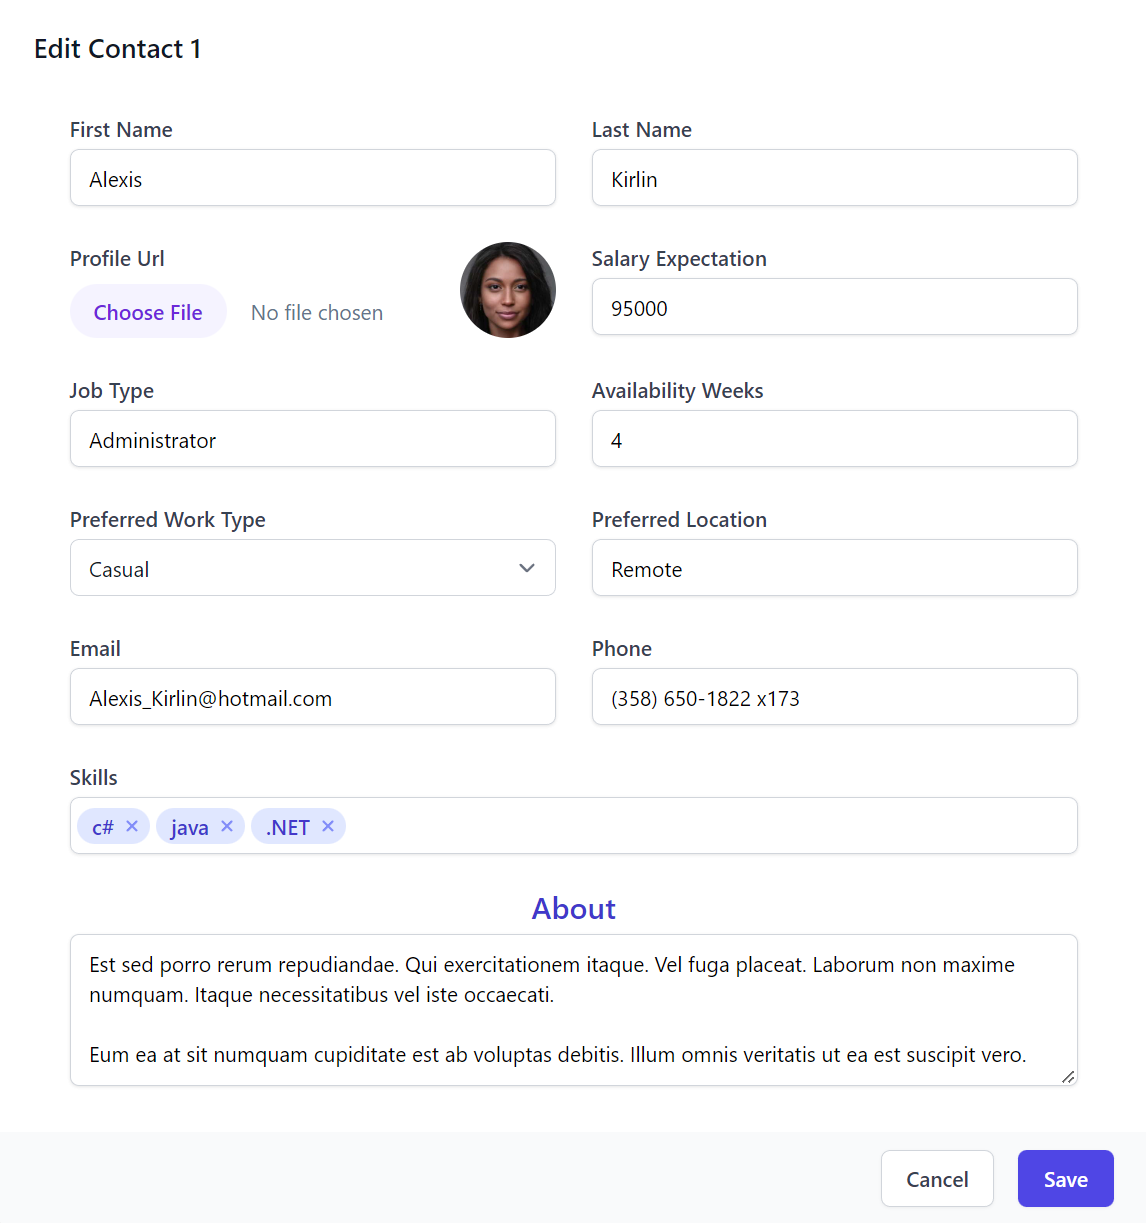 Edit Contact 1
First Name
Last Name
Alexis
Kirlin
Profile Url
Salary Expectation
Choose File
No file chosen
95000
Job Type
Availability Weeks
Administrator
4
Preferred Work Type
Preferred Location
Casual
Remote
Email
Phone
Alexis_Kirlin@hotmail.com
(358) 650-1822 x173
Skills
c# × java × .NET ×
About
Est sed porro rerum repudiandae. Qui exercitationem itaque. Vel fuga placeat. Laborum non maxime
numquam. Itaque necessitatibus vel iste occaecati.
Eum ea at sit numquam cupiditate est ab voluptas debitis. Illum omnis veritatis ut ea est suscipit vero.
Cancel
Save